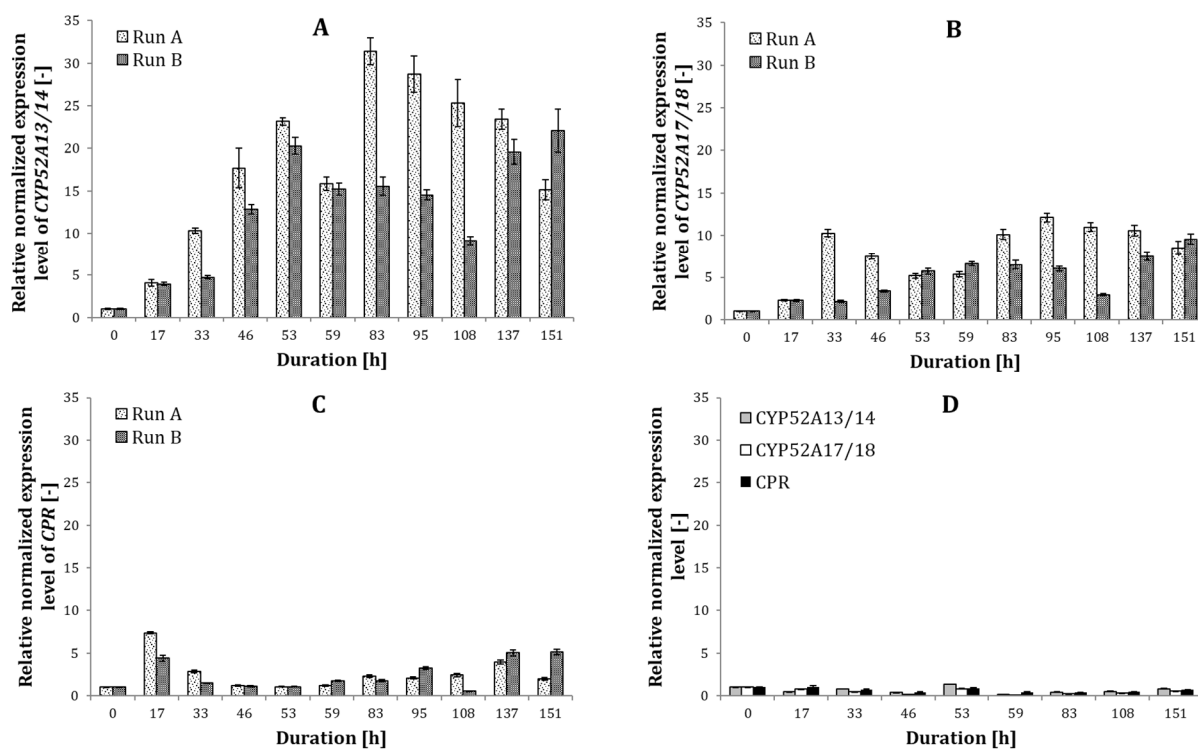 A
Relative normalized expression
level of CYP52A13/14 [-]
35
30
25
20
15
10
5
0
Run A
Run B
0 17 33 46 53 59 83 95 108 137 151
Duration [h]
B
Relative normalized expression
level of CYP52A17/18 [-]
35
30
25
20
15
10
5
0
Run A
Run B
0 17 33 46 53 59 83 95 108 137 151
Duration [h]
C
Relative normalized expression
level of CPR [-]
35
30
25
20
15
10
5
0
Run A
Run B
0 17 33 46 53 59 83 95 108 137 151
Duration [h]
D
Relative normalized expression
level [-]
35
30
25
20
15
10
5
0
CYP52A13/14
CYP52A17/18
CPR
0 17 33 46 53 59 83 95 108 137 151
Duration [h]